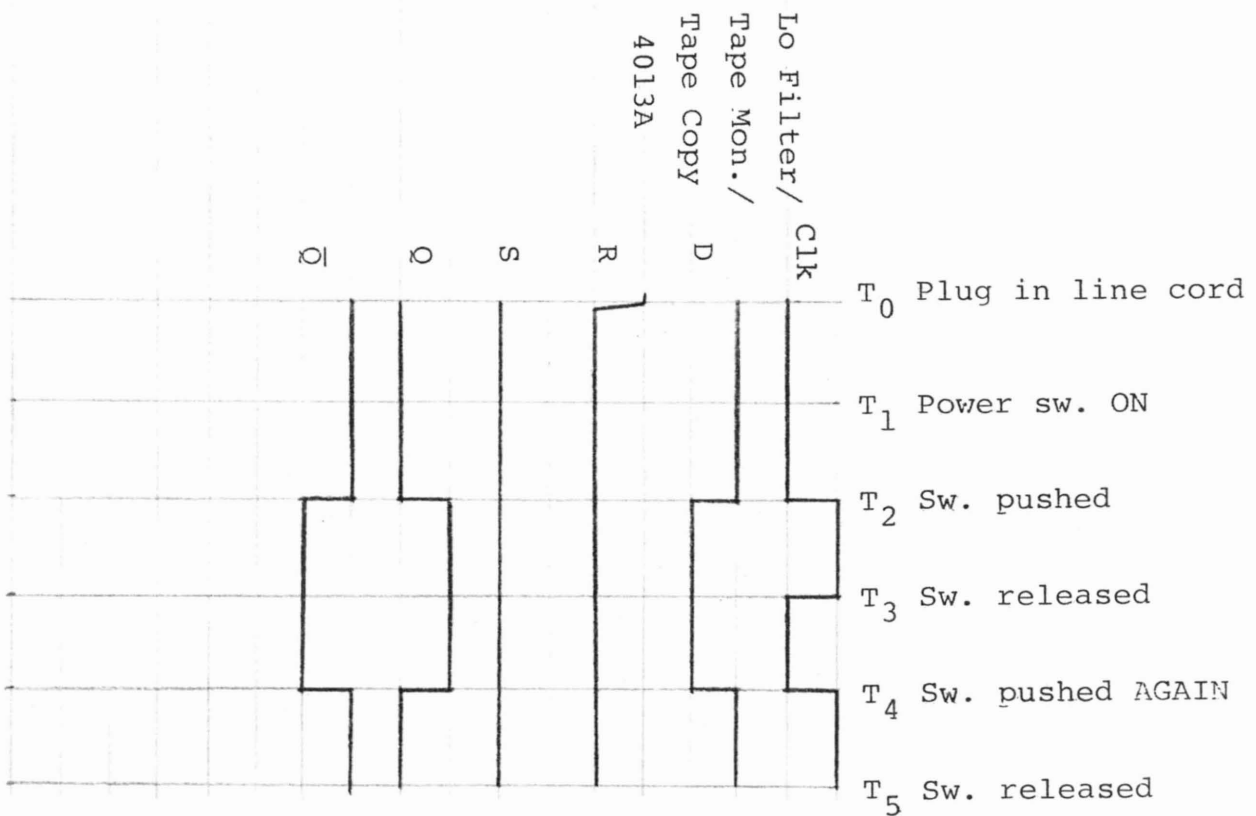 Lo Filter/
Tape Mon./
Tape Copy
4013A
Clk
D
R
S
Q
Q̅
T₀ Plug in line cord
T₁ Power sw. ON
T₂ Sw. pushed
T₃ Sw. released
T₄ Sw. pushed AGAIN
T₅ Sw. released